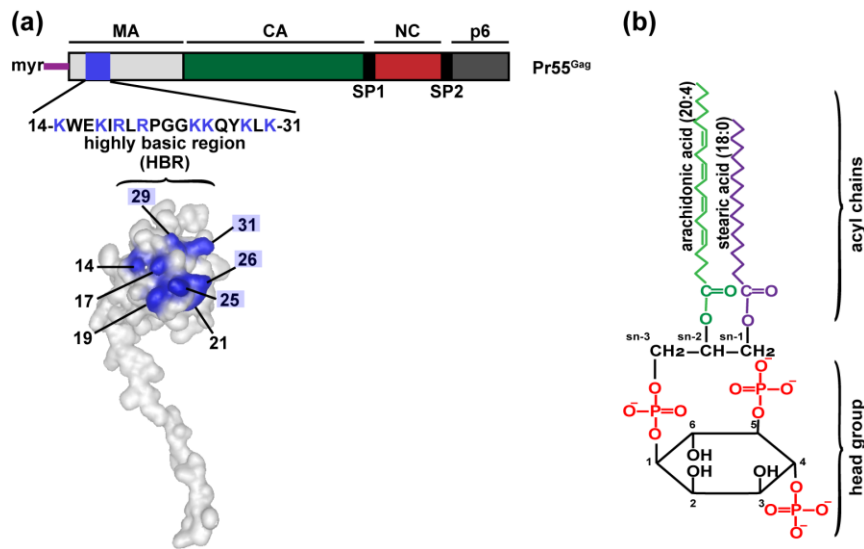 (a)
MA CA NC p6
myr
Pr55Gag
SP1 SP2
14-KWEKIRLRPGGKKQYKLK-31
highly basic region
(HBR)
29
31
14
26
17
25
19
21
(b)
arachidonic acid (20:4)
stearic acid (18:0)
acyl chains
C=O C=O
O O
sn-3 sn-2 sn-1
CH2-CH-CH2
O O⁻
⁻O-P=O O=P-O⁻
O O
6 5
OH
1 4
OH OH O
2 3
O=P-O⁻
O⁻
head group